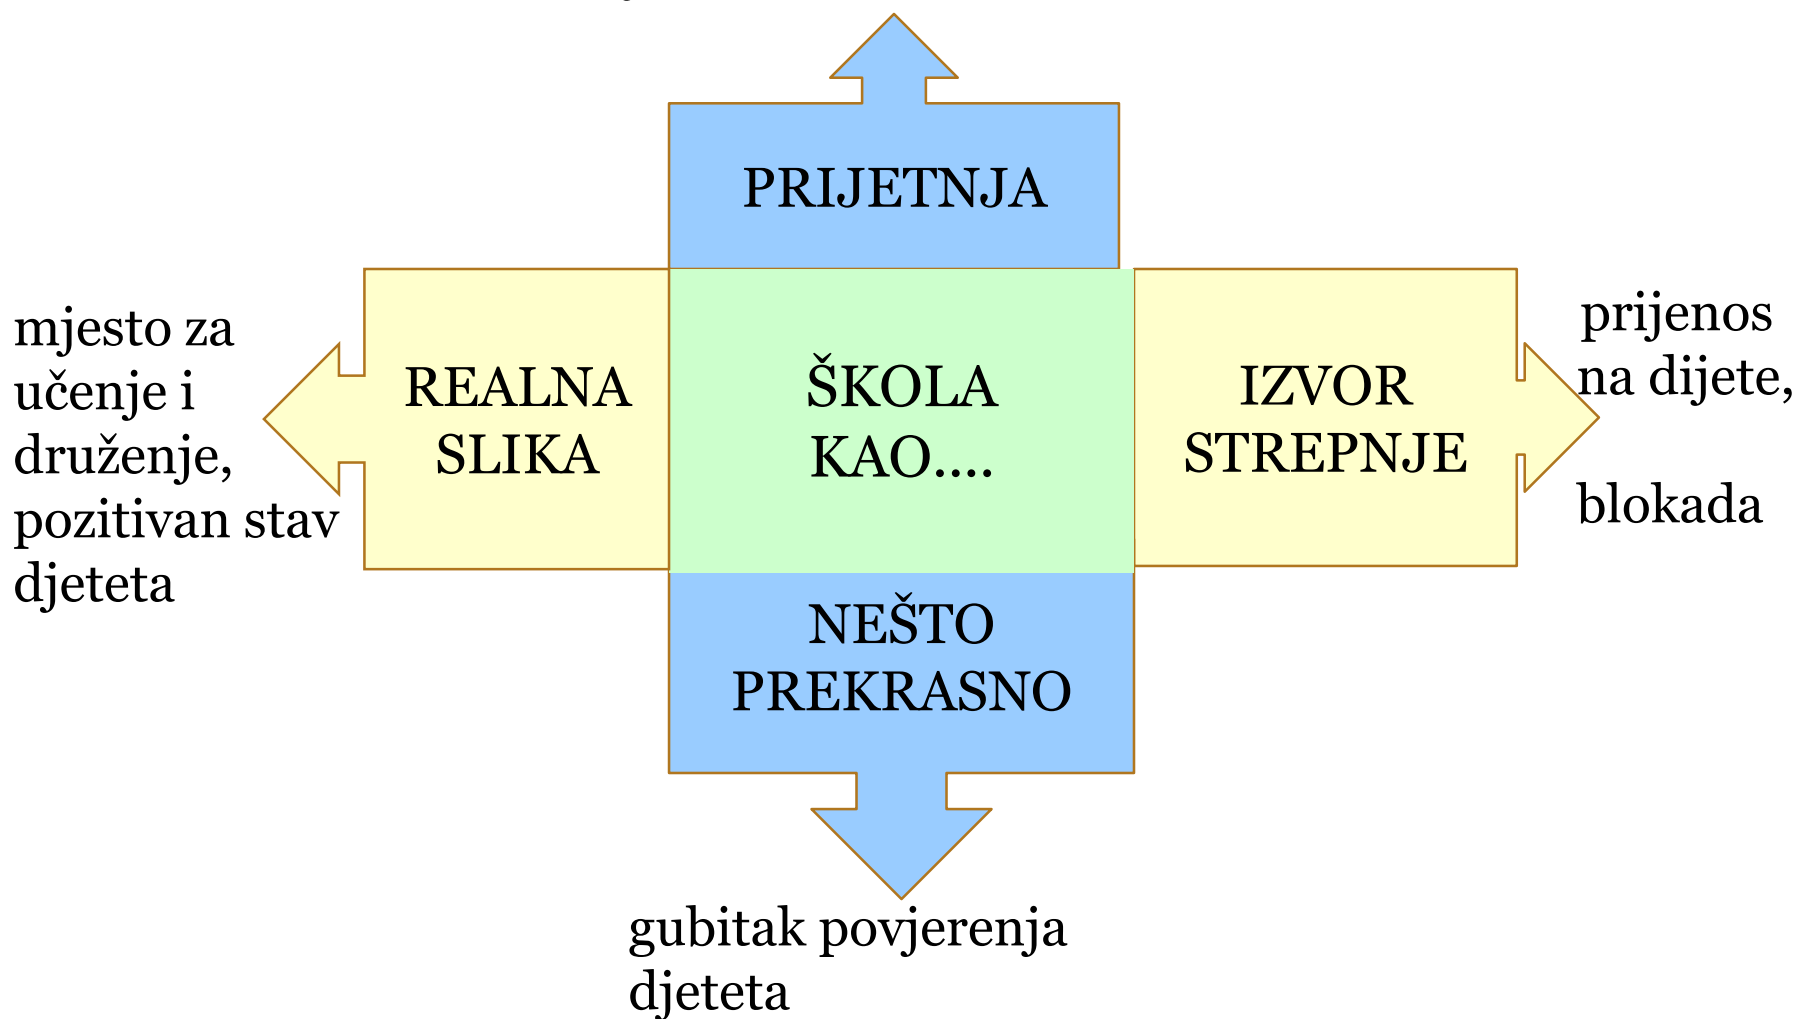 PRIJETNJA
mjesto za
učenje i
druženje,
pozitivan stav
djeteta
REALNA
SLIKA
ŠKOLA
KAO....
IZVOR
STREPNJE
prijenos
na dijete,
blokada
NEŠTO
PREKRASNO
gubitak povjerenja
djeteta